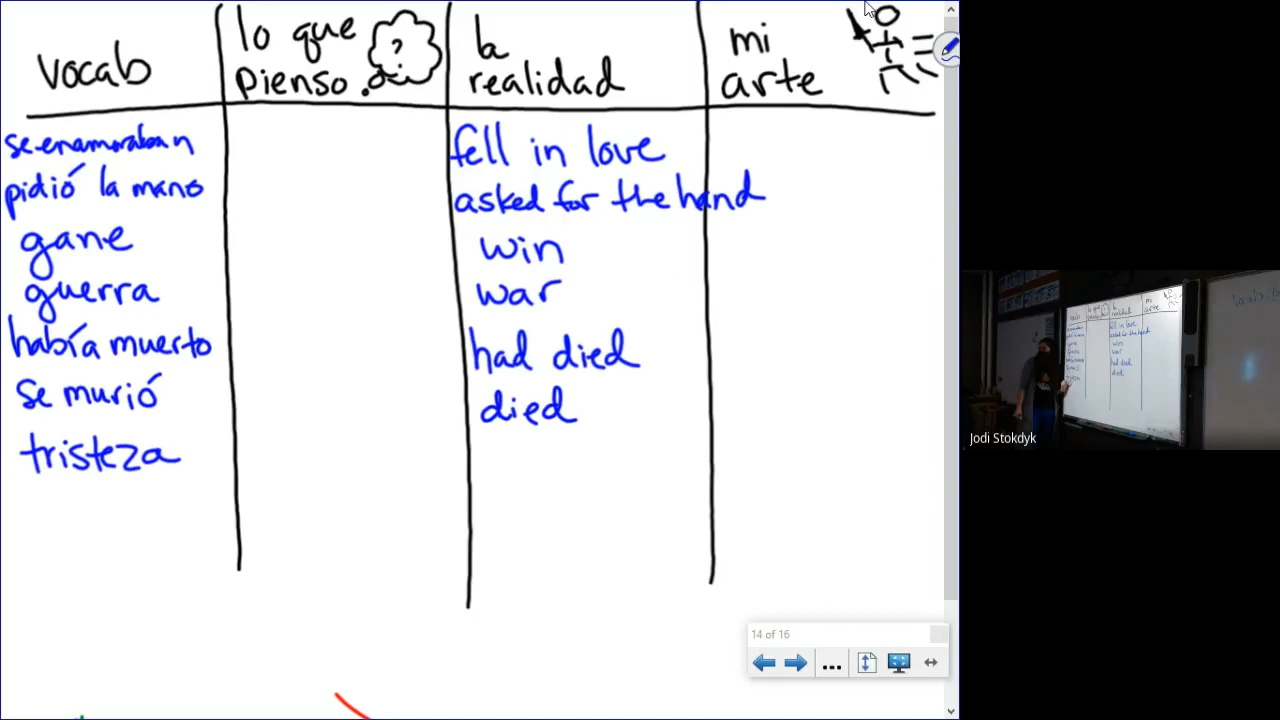 vocab
lo que
pienso.
?
la
realidad
mi
arte
se enamoraban
fell in love
pidió la mano
asked for the hand
gane
win
guerra
war
había muerto
had died
se murió
died
tristeza
14 of 16
Jodi Stokdyk